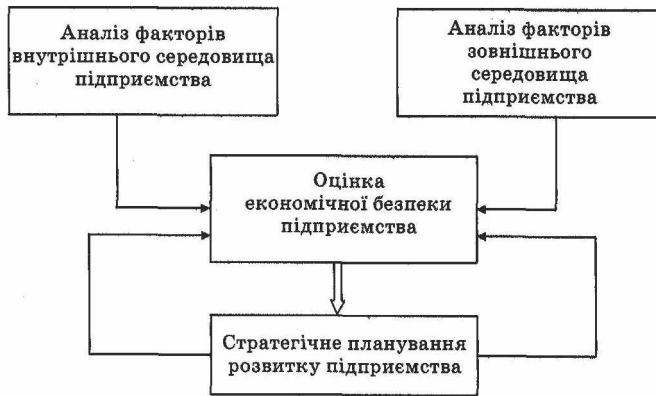 Аналіз факторів
внутрішнього середовища
підприємства
Аналіз факторів
зовнішнього
середовища
підприємства
Оцінка
економічної безпеки
підприємства
Стратегічне планування
розвитку підприємства